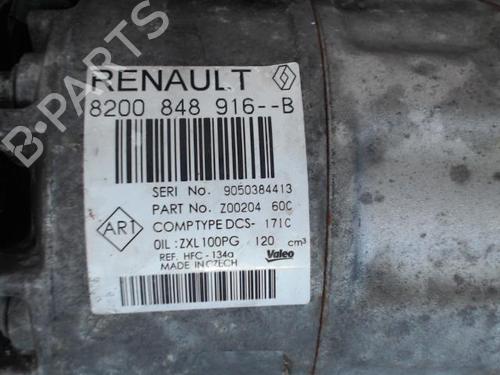 RENAULT
8200 848 916--B
SERI No. 9050384413
PART No. Z00204 60C
COMPTYPE DCS- 171C
ART
OIL :ZXL100PG 120 cm³
REF. HFC - 134a
MADE IN CZECH
Valeo
B-PARTS